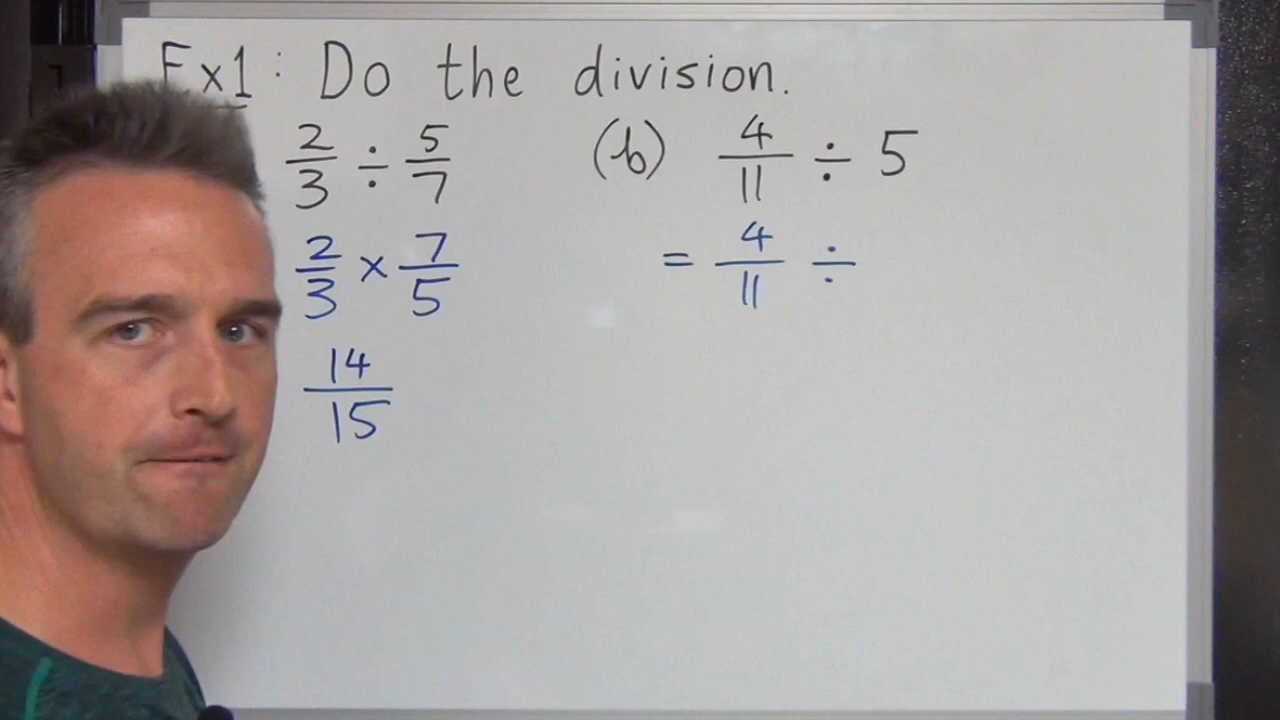 Ex1: Do the division.
2/3 ÷ 5/7
(b) 4/11 ÷ 5
2/3 × 7/5
= 4/11 ÷
14/15